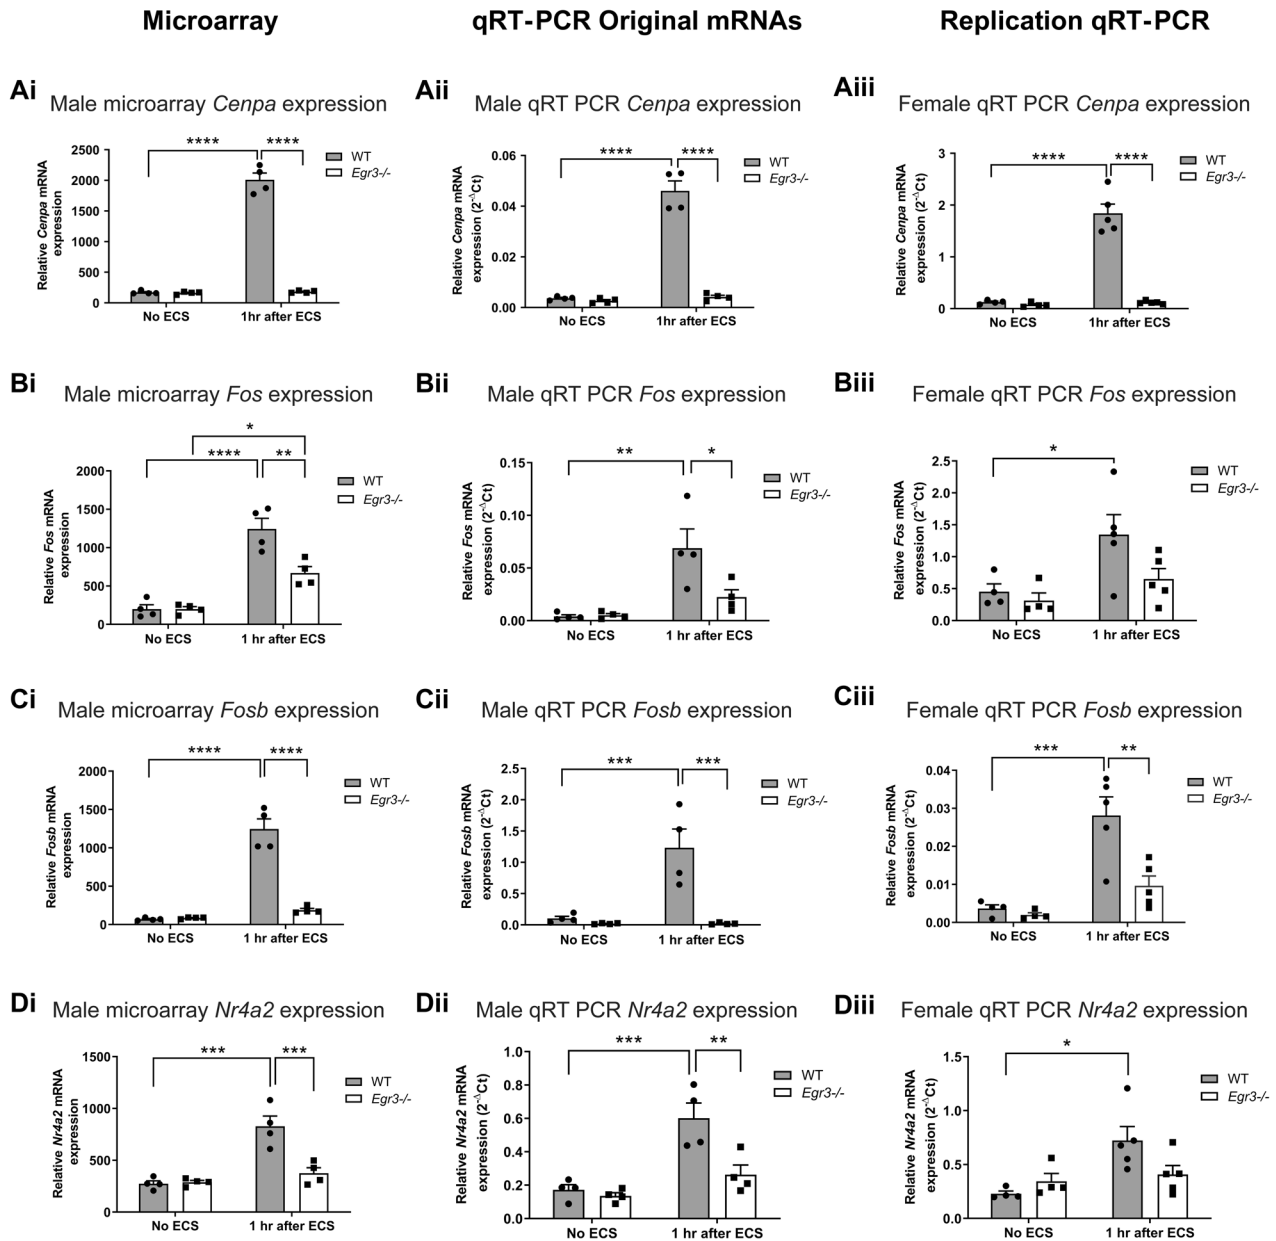 Microarray
qRT-PCR Original mRNAs
Replication qRT-PCR
Ai
Male microarray Cenpa expression
2500
2000
1500
1000
500
0
Relative Cenpa mRNA
expression
****
****
WT
Egr3-/-
No ECS
1hr after ECS
Aii
Male qRT PCR Cenpa expression
0.06
0.04
0.02
0.00
Relative Cenpa mRNA
expression (2-ΔCt)
****
****
WT
Egr3-/-
No ECS
1hr after ECS
Aiii
Female qRT PCR Cenpa expression
3
2
1
0
Relative Cenpa mRNA
expression (2-ΔCt)
****
****
WT
Egr3-/-
No ECS
1hr after ECS
Bi
Male microarray Fos expression
2000
1500
1000
500
0
Relative Fos mRNA
expression
*
****
**
WT
Egr3-/-
No ECS
1 hr after ECS
Bii
Male qRT PCR Fos expression
0.15
0.10
0.05
0.00
Relative Fos mRNA
expression (2-ΔCt)
**
*
WT
Egr3-/-
No ECS
1 hr after ECS
Biii
Female qRT PCR Fos expression
2.5
2.0
1.5
1.0
0.5
0.0
Relative Fos mRNA
expression (2-ΔCt)
*
WT
Egr3-/-
No ECS
1 hr after ECS
Ci
Male microarray Fosb expression
2000
1500
1000
500
0
Relative Fosb mRNA
expression
****
****
WT
Egr3-/-
No ECS
1 hr after ECS
Cii
Male qRT PCR Fosb expression
2.5
2.0
1.5
1.0
0.5
0.0
Relative Fosb mRNA
expression (2-ΔCt)
***
***
WT
Egr3-/-
No ECS
1 hr after ECS
Ciii
Female qRT PCR Fosb expression
0.04
0.03
0.02
0.01
0.00
Relative Fosb mRNA
expression (2-ΔCt)
***
**
WT
Egr3-/-
No ECS
1 hr after ECS
Di
Male microarray Nr4a2 expression
1500
1000
500
0
Relative Nr4a2 mRNA
expression
***
***
WT
Egr3-/-
No ECS
1 hr after ECS
Dii
Male qRT PCR Nr4a2 expression
1.0
0.8
0.6
0.4
0.2
0.0
Relative Nr4a2 mRNA
expression (2-ΔCt)
***
**
WT
Egr3-/-
No ECS
1 hr after ECS
Diii
Female qRT PCR Nr4a2 expression
1.5
1.0
0.5
0.0
Relative Nr4a2 mRNA
expression (2-ΔCt)
*
WT
Egr3-/-
No ECS
1 hr after ECS